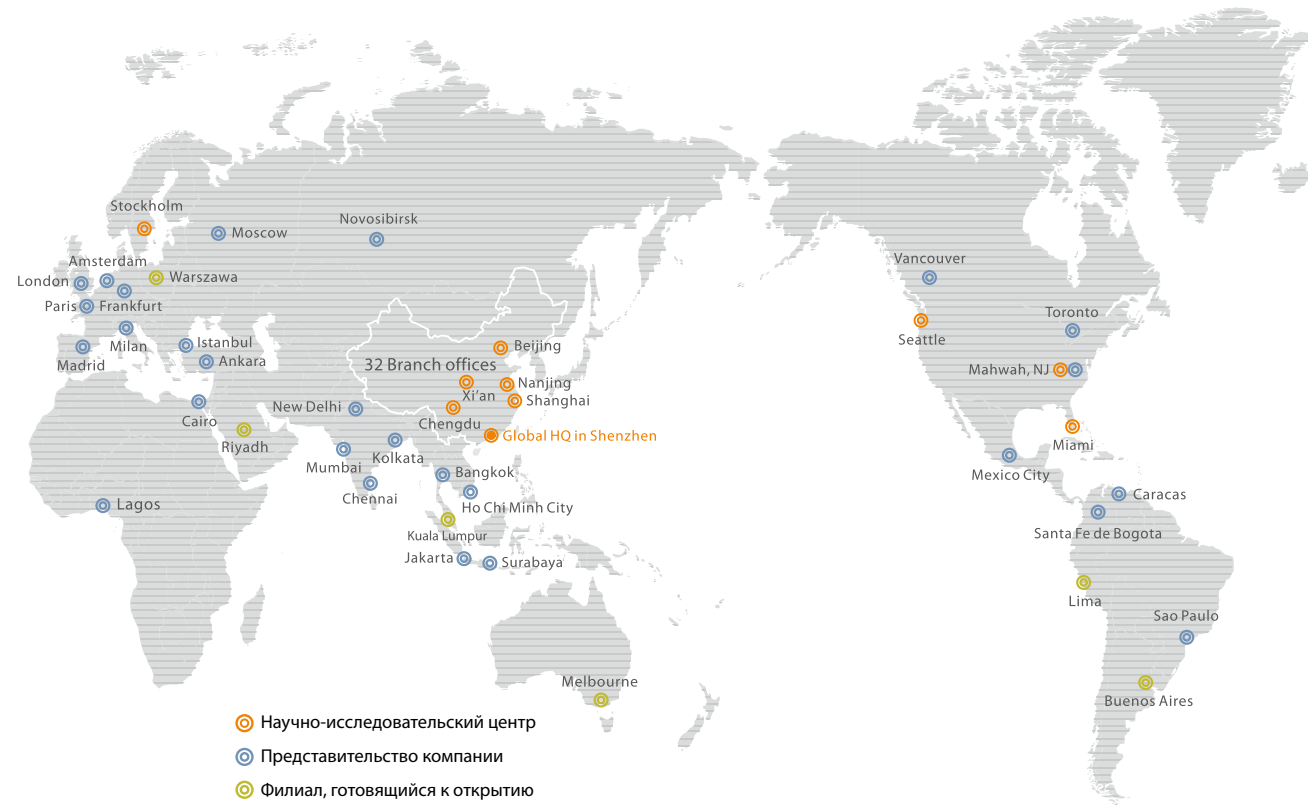 Stockholm
Moscow
Novosibirsk
Amsterdam
London
Warszawa
Paris
Frankfurt
Milan
Madrid
Istanbul
Ankara
Cairo
Riyadh
Lagos
32 Branch offices
Beijing
Xi'an
Nanjing
Shanghai
Chengdu
Global HQ in Shenzhen
New Delhi
Mumbai
Kolkata
Chennai
Bangkok
Ho Chi Minh City
Kuala Lumpur
Jakarta
Surabaya
Melbourne
Vancouver
Seattle
Toronto
Mahwah, NJ
Miami
Mexico City
Caracas
Santa Fe de Bogota
Lima
Sao Paulo
Buenos Aires
Научно-исследовательский центр
Представительство компании
Филиал, готовящийся к открытию